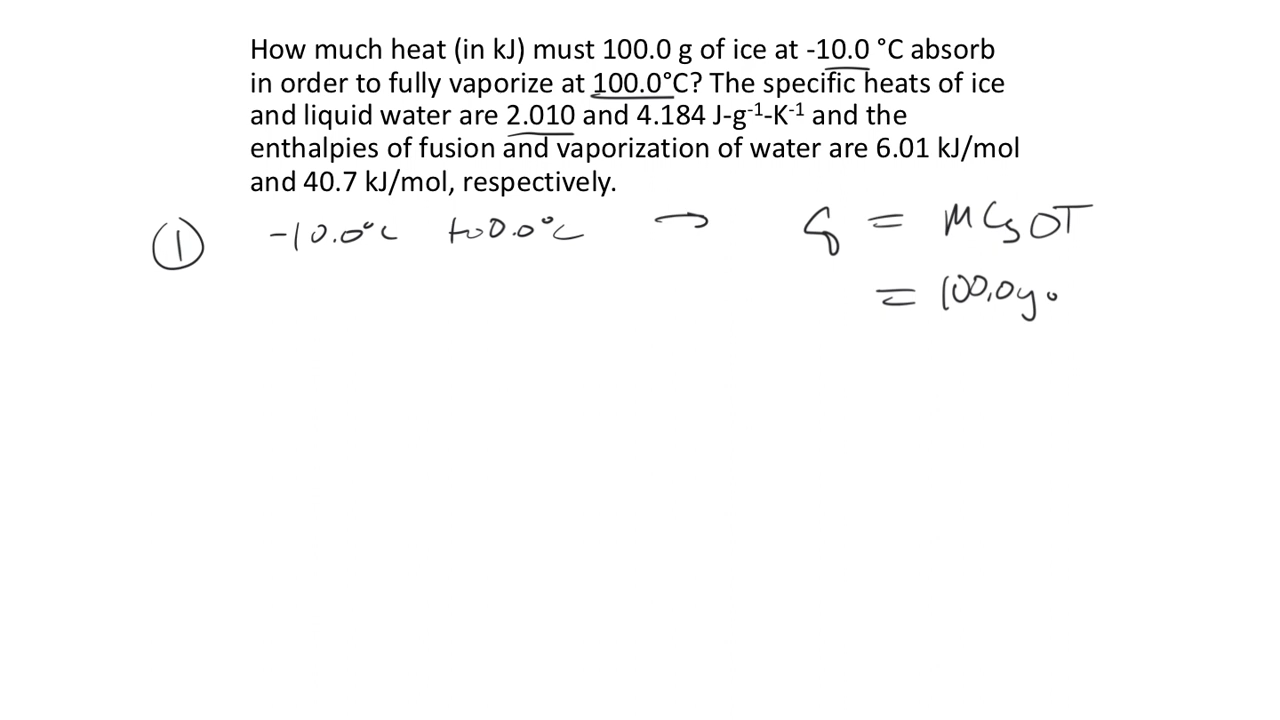 How much heat (in kJ) must 100.0 g of ice at -10.0 °C absorb
in order to fully vaporize at 100.0°C? The specific heats of ice
and liquid water are 2.010 and 4.184 J-g⁻¹-K⁻¹ and the
enthalpies of fusion and vaporization of water are 6.01 kJ/mol
and 40.7 kJ/mol, respectively.
① -10.0°C to 0.0°C → q = mCsΔT
= 100.0g·